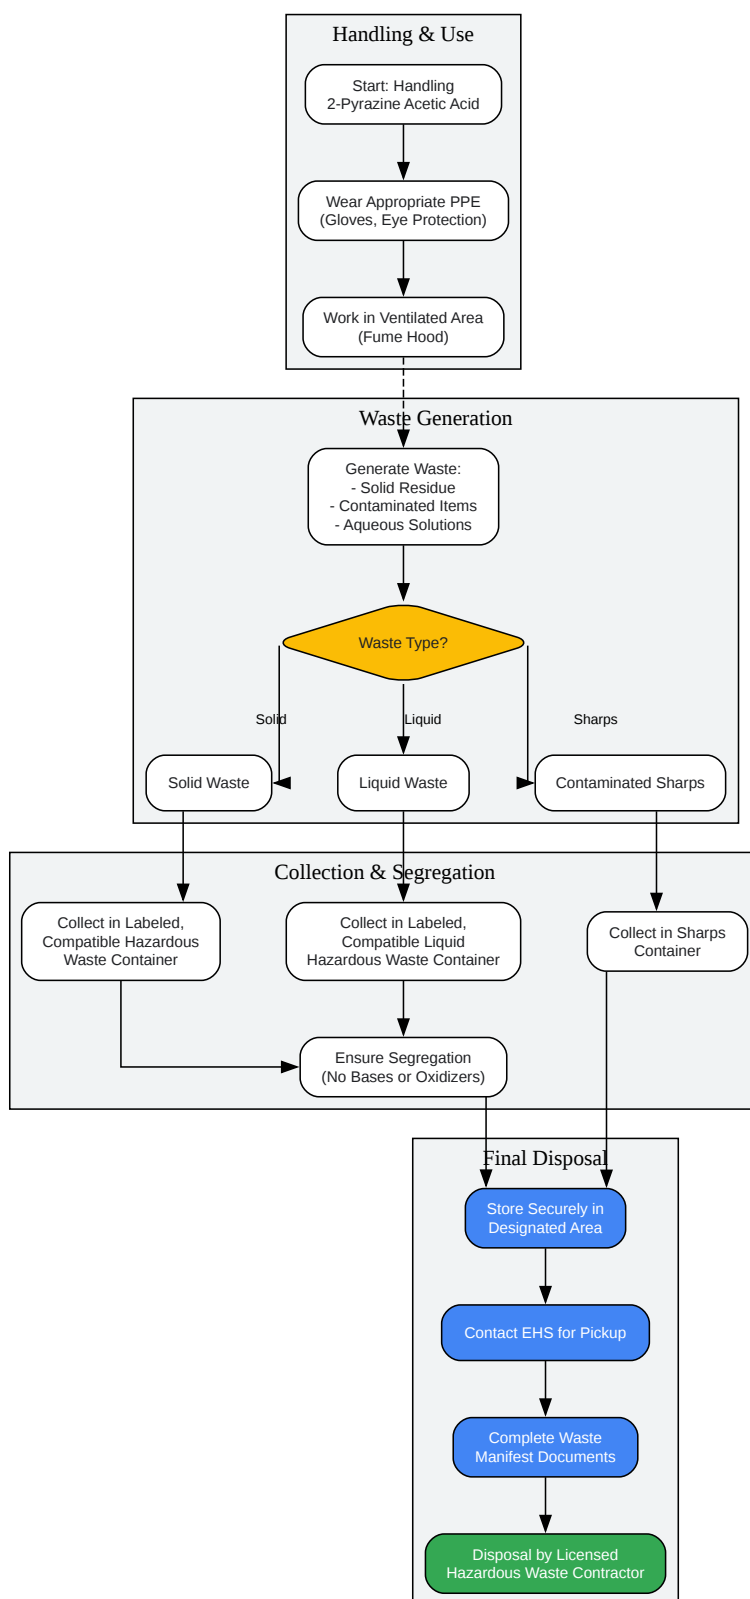 Handling & Use
Start: Handling
2-Pyrazine Acetic Acid
Wear Appropriate PPE
(Gloves, Eye Protection)
Work in Ventilated Area
(Fume Hood)
Waste Generation
Generate Waste:
- Solid Residue
- Contaminated Items
- Aqueous Solutions
Waste Type?
Solid
Liquid
Sharps
Solid Waste
Liquid Waste
Contaminated Sharps
Collection & Segregation
Collect in Labeled,
Compatible Hazardous
Waste Container
Collect in Labeled,
Compatible Liquid
Hazardous Waste Container
Collect in Sharps
Container
Ensure Segregation
(No Bases or Oxidizers)
Final Disposal
Store Securely in
Designated Area
Contact EHS for Pickup
Complete Waste
Manifest Documents
Disposal by Licensed
Hazardous Waste Contractor